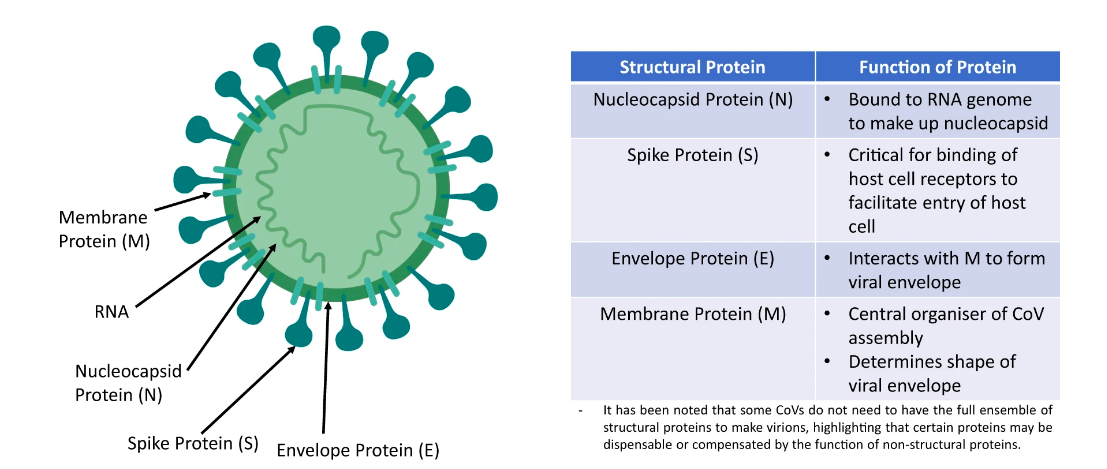 Membrane
Protein (M)
RNA
Nucleocapsid
Protein (N)
Spike Protein (S)
Envelope Protein (E)
Structural Protein
Function of Protein
Nucleocapsid Protein (N)
• Bound to RNA genome
to make up nucleocapsid
Spike Protein (S)
• Critical for binding of
host cell receptors to
facilitate entry of host
cell
Envelope Protein (E)
• Interacts with M to form
viral envelope
Membrane Protein (M)
• Central organiser of CoV
assembly
• Determines shape of
viral envelope
- It has been noted that some CoVs do not need to have the full ensemble of
structural proteins to make virions, highlighting that certain proteins may be
dispensable or compensated by the function of non-structural proteins.